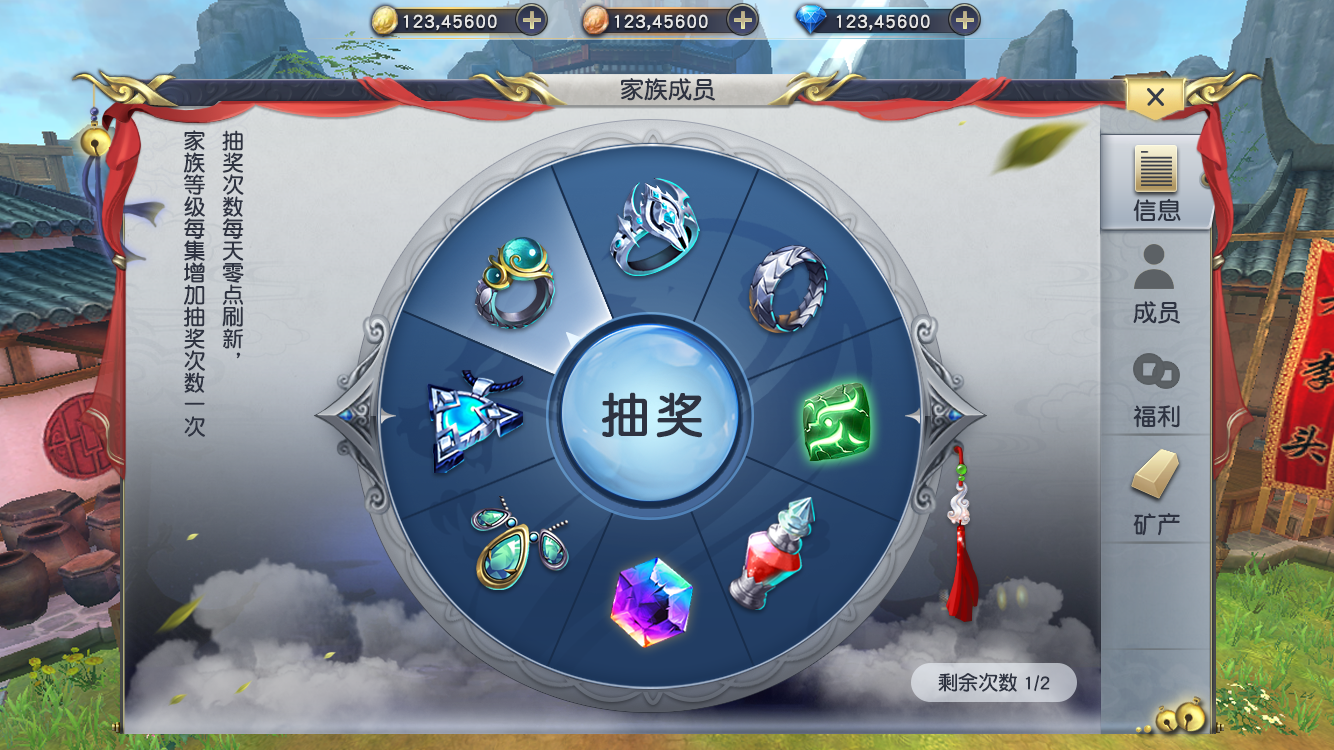 123,45600
123,45600
123,45600
家族成员
抽奖次数每天零点刷新，
家族等级每集增加抽奖次数一次
抽奖
信息
成员
福利
矿产
李
头
剩余次数 1/2